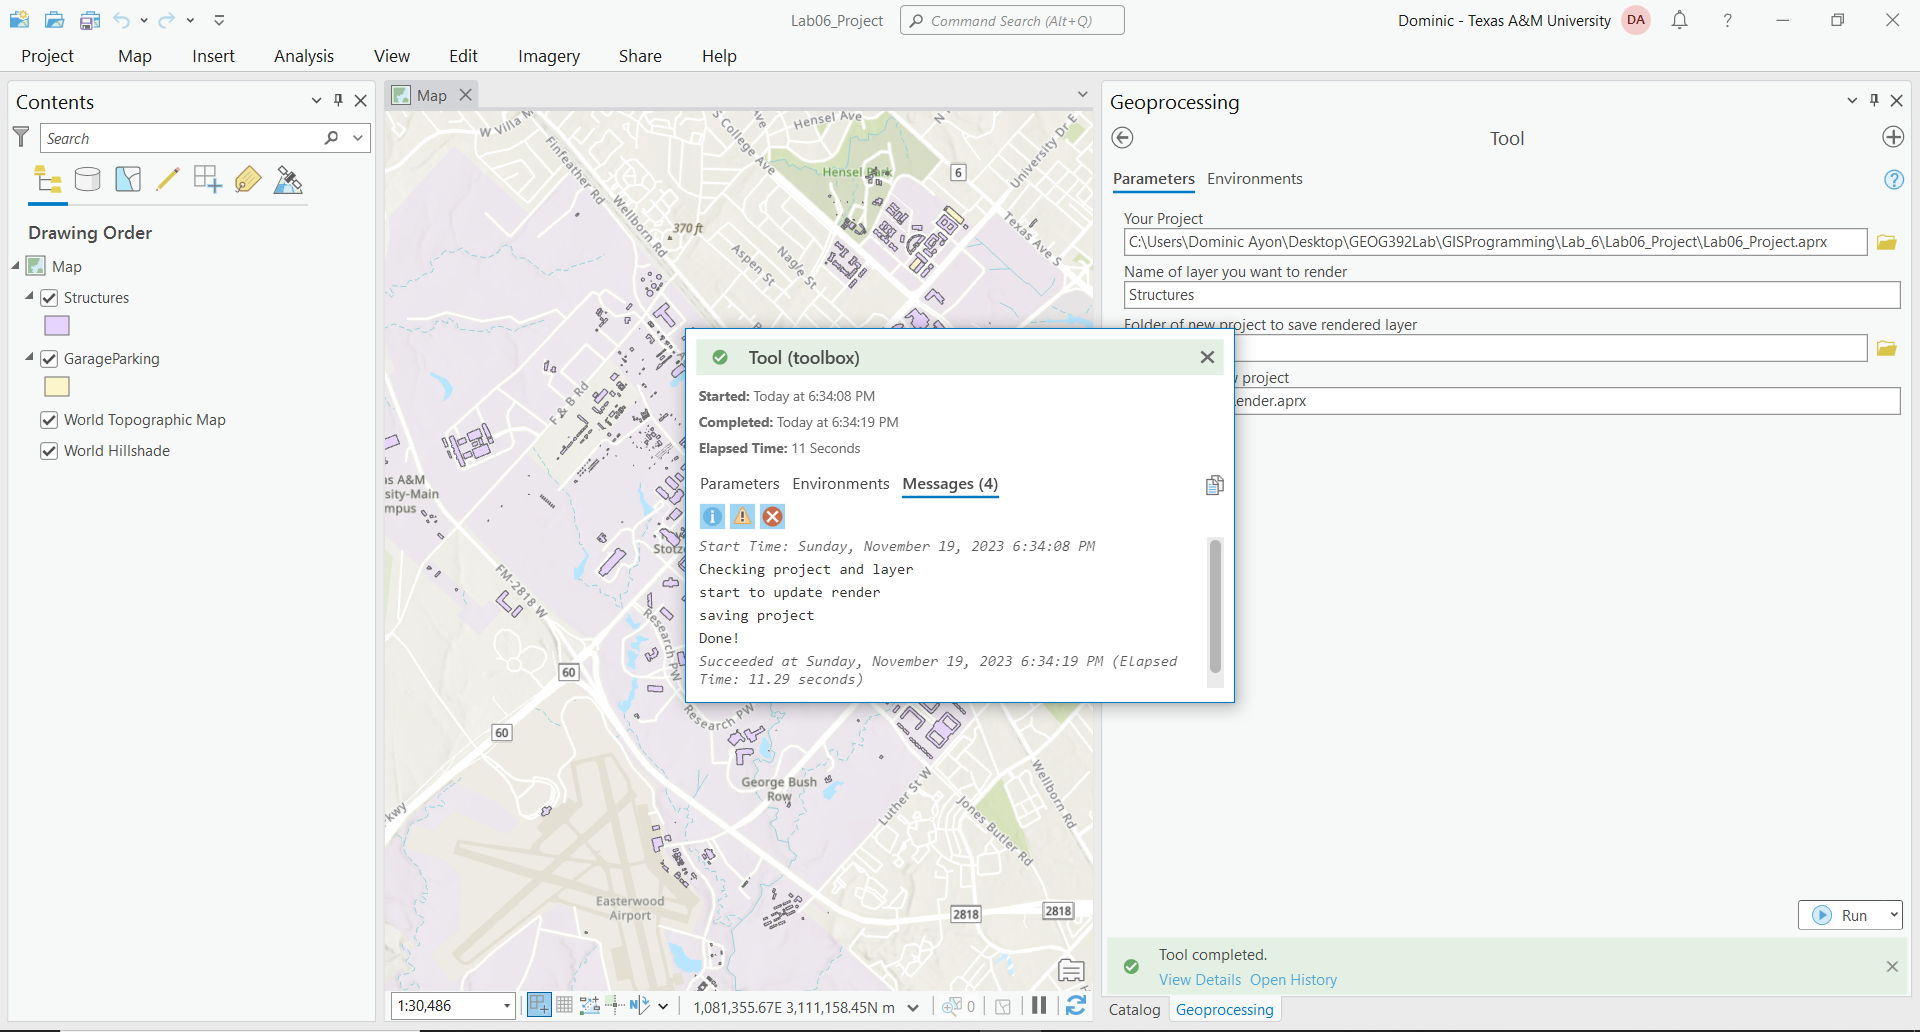 Lab06_Project
Command Search (Alt+Q)
Dominic - Texas A&M University
DA
?
Project
Map
Insert
Analysis
View
Edit
Imagery
Share
Help
Contents
Search
Drawing Order
Map
Structures
GarageParking
World Topographic Map
World Hillshade
Map
W Villa M
S College Ave
Hensel Ave
University Dr E
Finfeather Rd
Hensel Park
6
Wellborn Rd
370 ft
Texas Ave S
Aspen St
Nagle St
F & B Rd
as A&M
sity-Main
mpus
Stotz
FM-2818 W
Research PW
60
Research PW
60
George Bush
Row
Wellborn Rd
Luther St W
Jones Butler Rd
kwy
Easterwood
Airport
2818
2818
1:30,486
N
1,081,355.67E 3,111,158.45N m
0
Geoprocessing
Tool
Parameters
Environments
?
Your Project
C:\Users\Dominic Ayon\Desktop\GEOG392Lab\GISProgramming\Lab_6\Lab06_Project\Lab06_Project.aprx
Name of layer you want to render
Structures
Folder of new project to save rendered layer
project
ender.aprx
Tool (toolbox)
Started: Today at 6:34:08 PM
Completed: Today at 6:34:19 PM
Elapsed Time: 11 Seconds
Parameters
Environments
Messages (4)
Start Time: Sunday, November 19, 2023 6:34:08 PM
Checking project and layer
start to update render
saving project
Done!
Succeeded at Sunday, November 19, 2023 6:34:19 PM (Elapsed
Time: 11.29 seconds)
Run
Tool completed.
View Details
Open History
Catalog
Geoprocessing